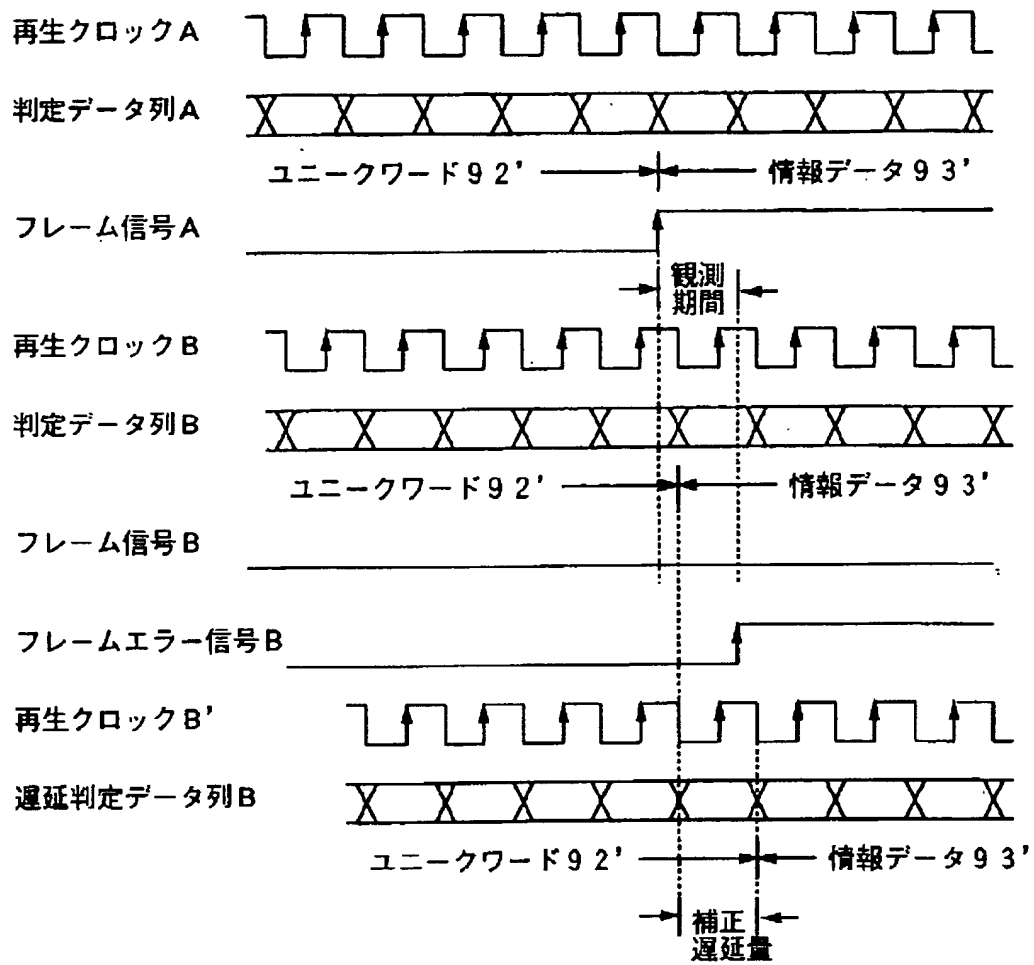 再生クロックA
判定データ列A
ユニークワード92' 情報データ93'
フレーム信号A
観測
期間
再生クロックB
判定データ列B
ユニークワード92' 情報データ93'
フレーム信号B
フレームエラー信号B
再生クロックB'
遅延判定データ列B
ユニークワード92' 情報データ93'
補正
遅延量